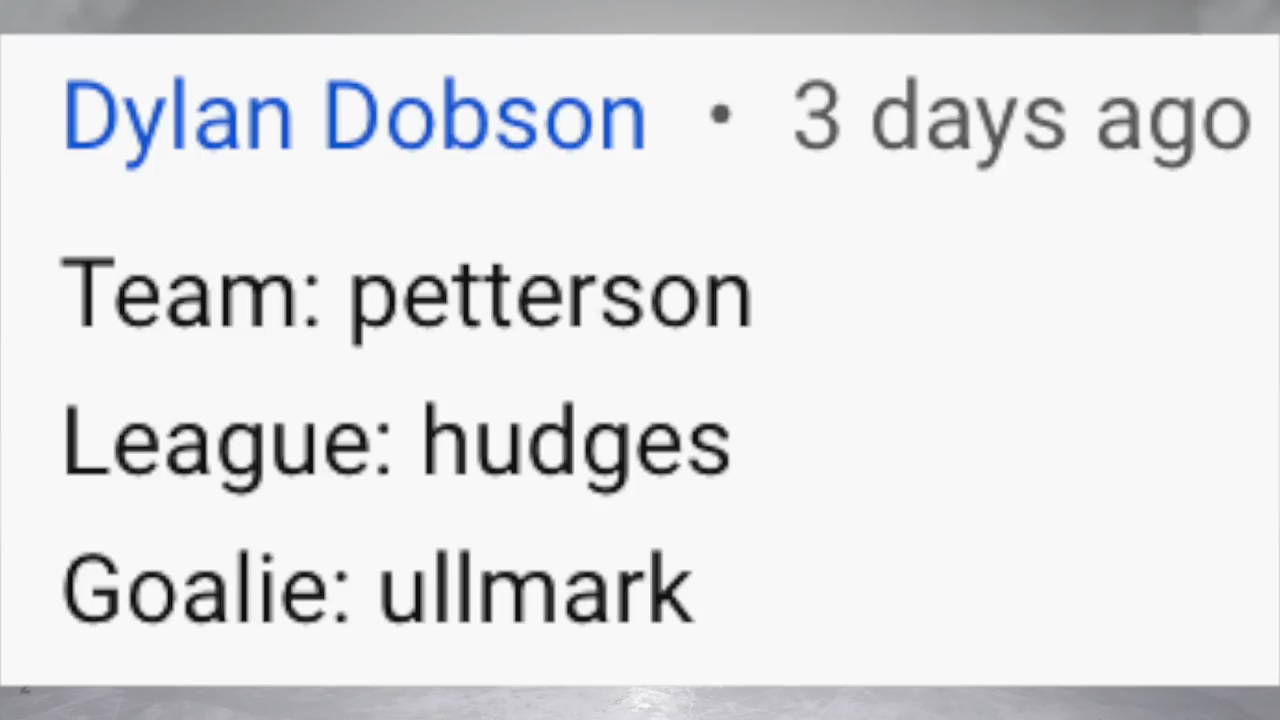 Dylan Dobson • 3 days ago
Team: petterson
League: hudges
Goalie: ullmark